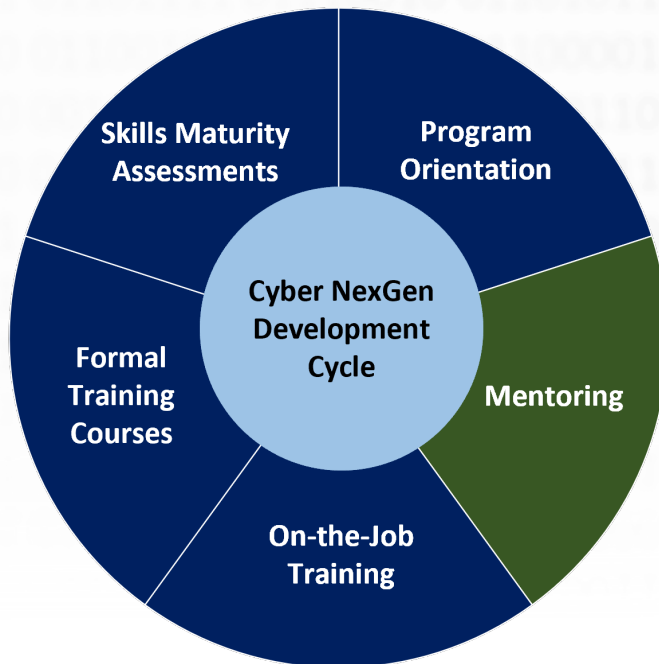 Skills Maturity
Assessments
Program
Orientation
Cyber NexGen
Development
Cycle
Formal
Training
Courses
Mentoring
On-the-Job
Training